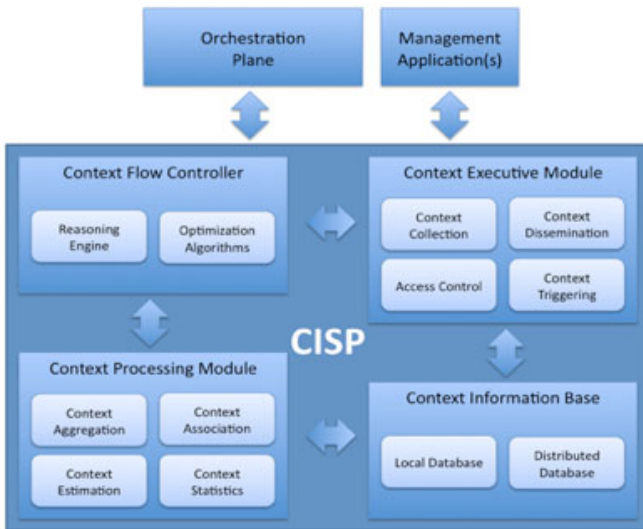 Orchestration
Plane
Management
Application(s)
Context Flow Controller
Reasoning
Engine
Optimization
Algorithms
Context Executive Module
Context
Collection
Context
Dissemination
Access Control
Context
Triggering
CISP
Context Processing Module
Context
Aggregation
Context
Association
Context
Estimation
Context
Statistics
Context Information Base
Local Database
Distributed
Database